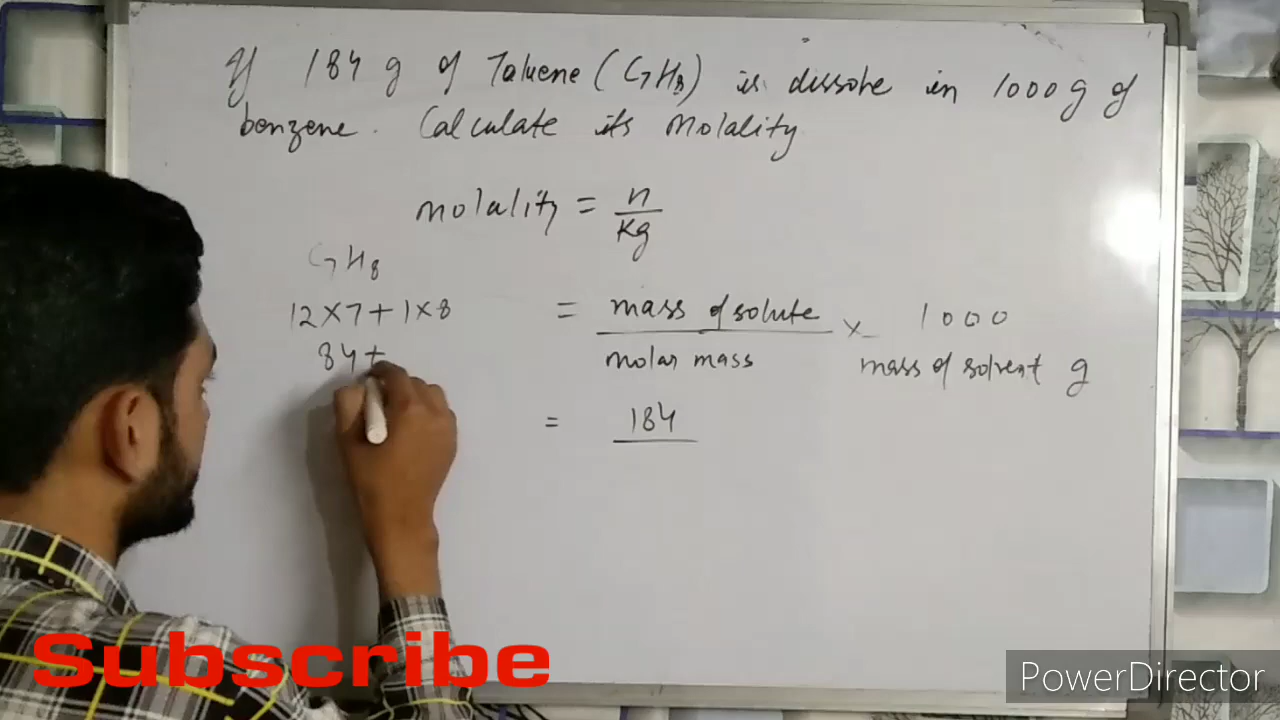 If 184 g of Toluene (C7H8) is dissolve in 1000 g of
benzene. Calculate its Molality
molality = n/kg
C7H8
12×7+1×8
84+
= mass of solute / molar mass × 1000 / mass of solvent g
= 184
Subscribe
PowerDirector